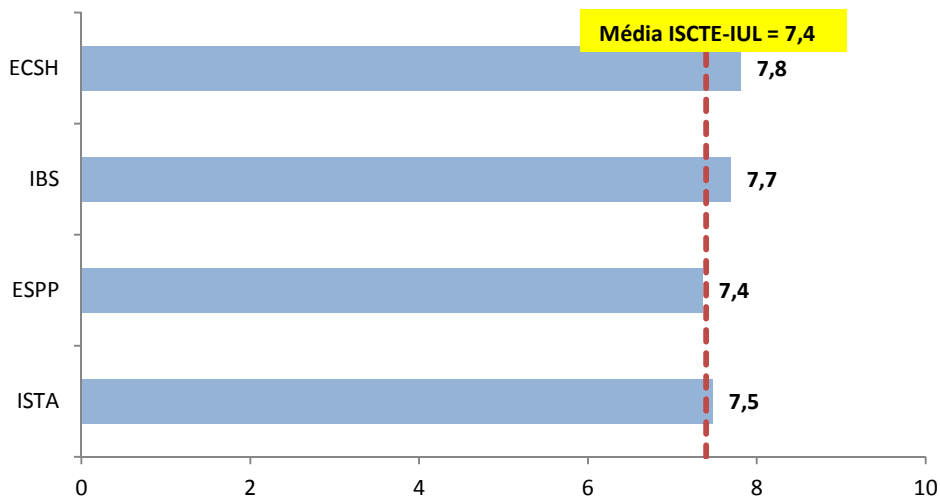 Média ISCTE-IUL = 7,4
ECSH
7,8
IBS
7,7
ESPP
7,4
ISTA
7,5
0 2 4 6 8 10